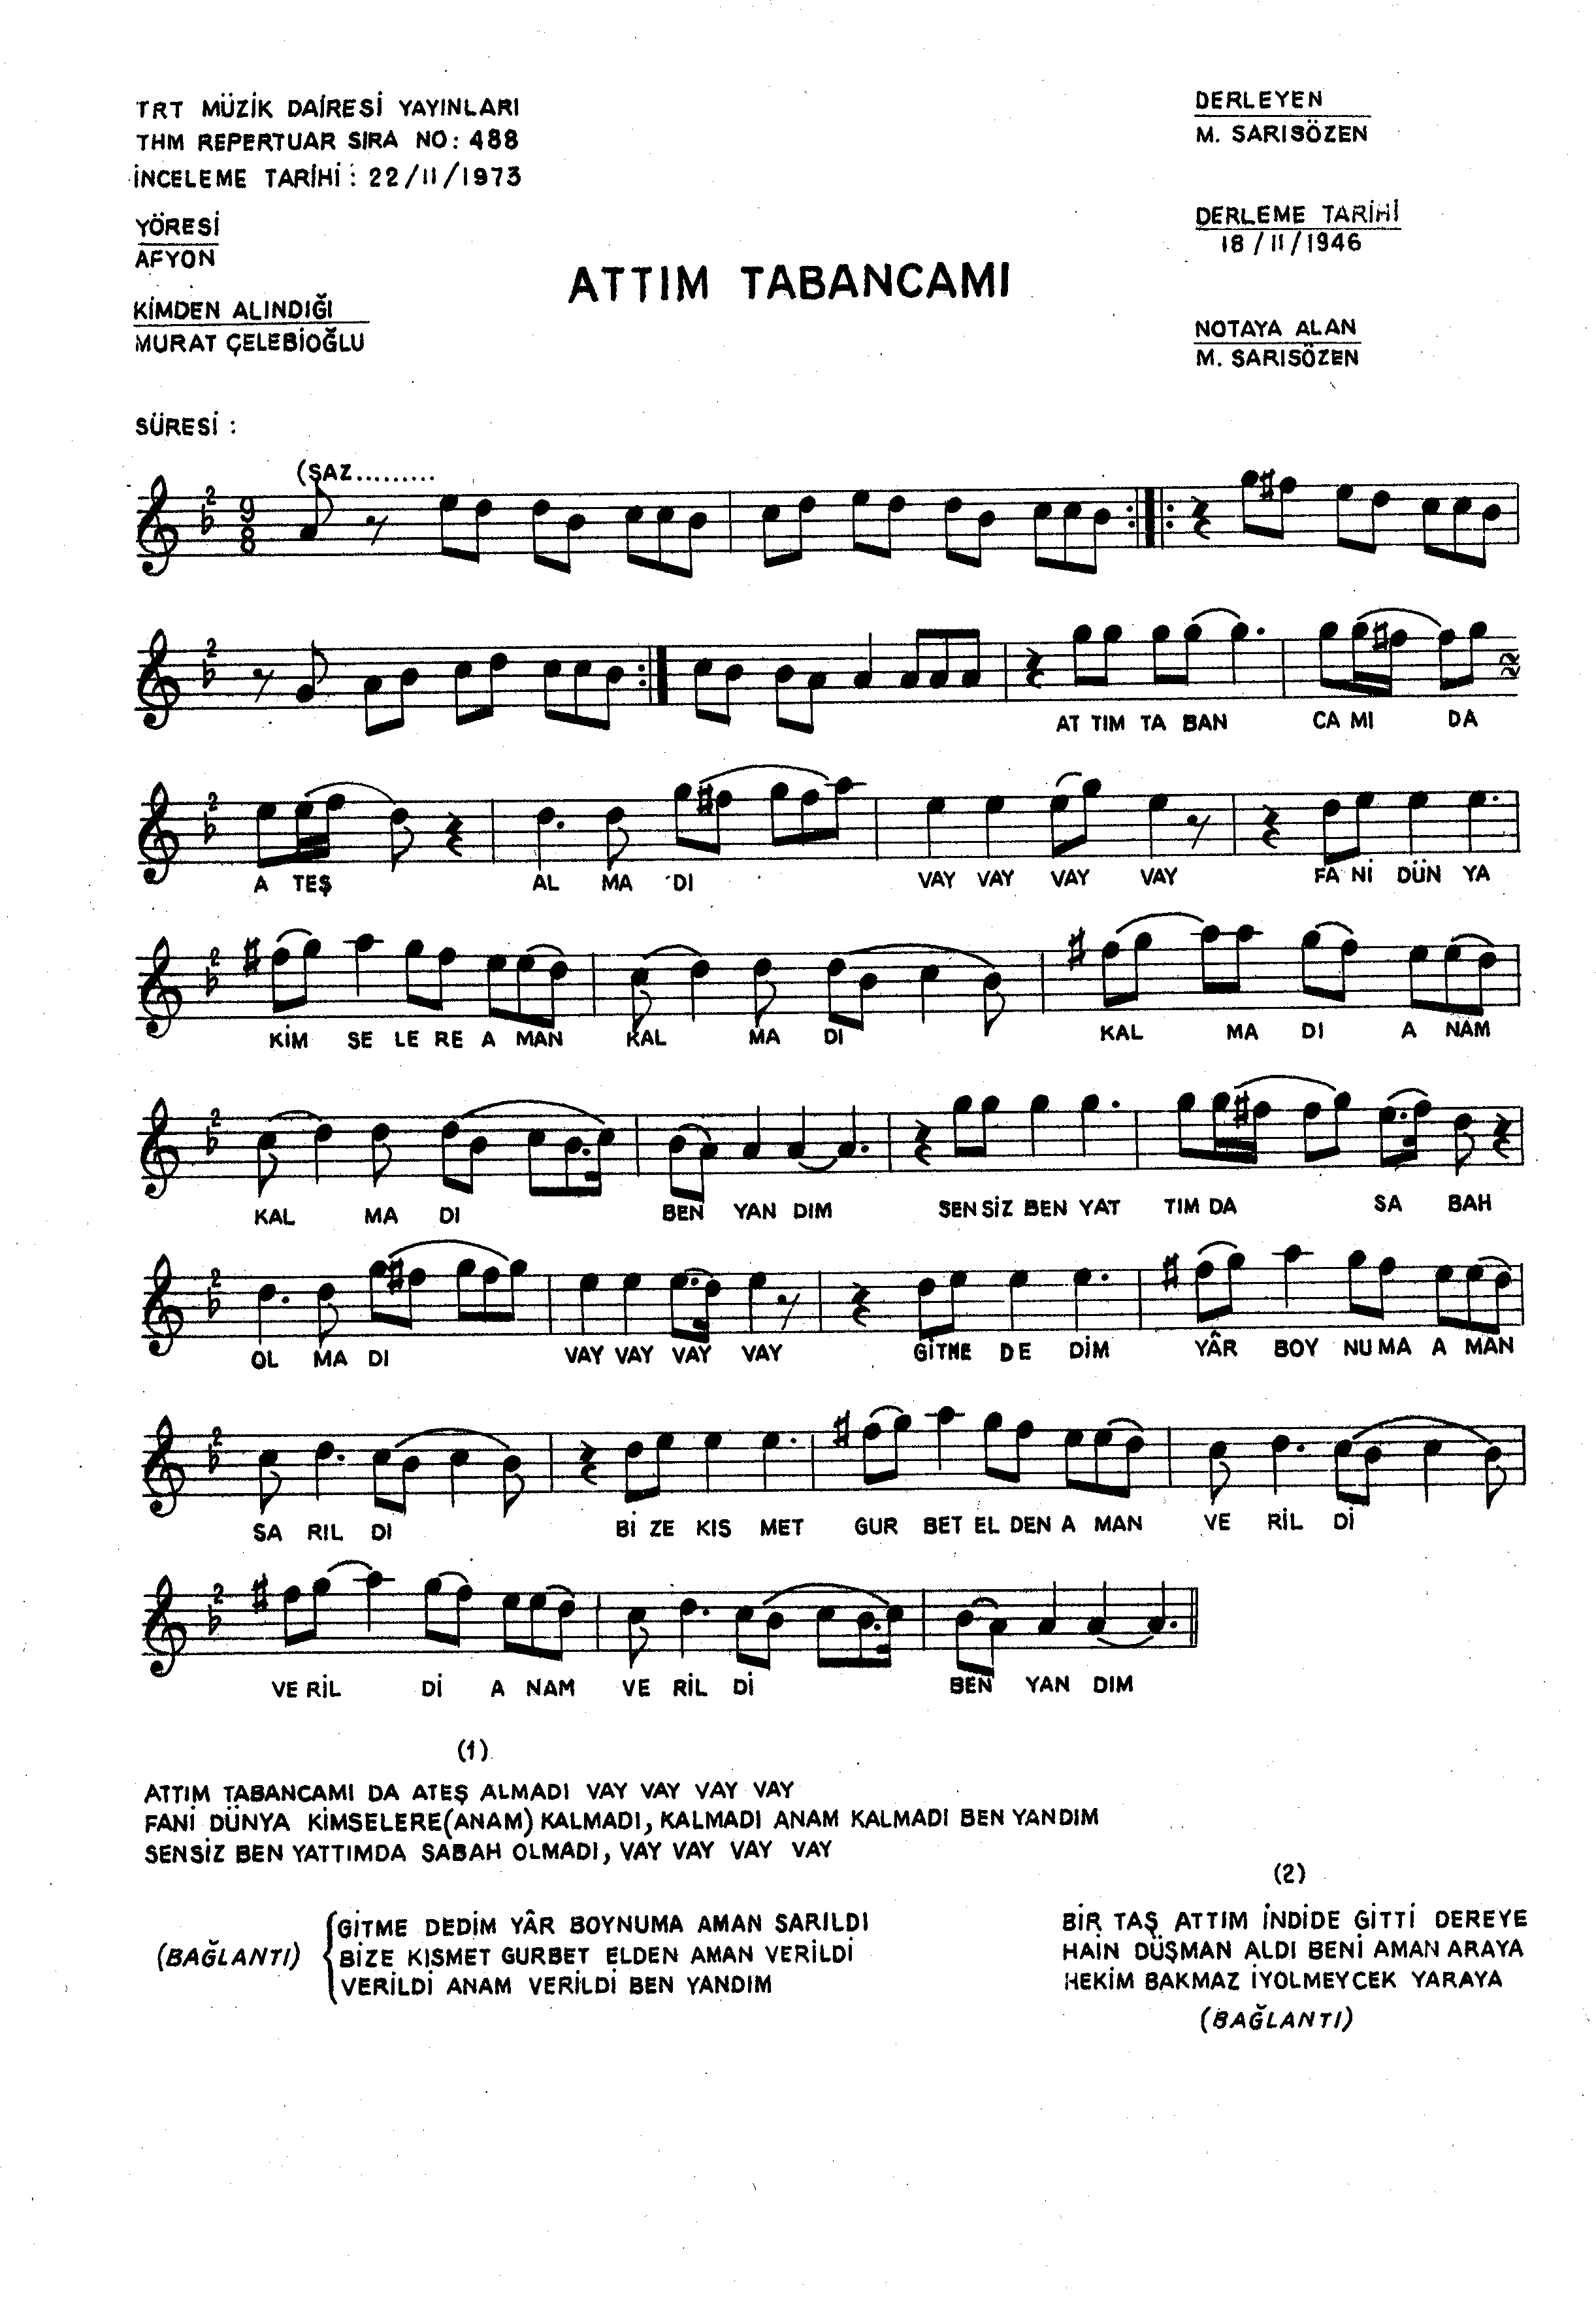 TRT MÜZİK DAİRESİ YAYINLARI
THM REPERTUAR SIRA NO: 488
İNCELEME TARİHİ: 22/11/1973
YÖRESİ
AFYON
KİMDEN ALINDIĞI
MURAT ÇELEBİOĞLU
SÜRESİ :
ATTIM TABANCAMI
DERLEYEN
M. SARISÖZEN
DERLEME TARİHİ
18/11/1946
NOTAYA ALAN
M. SARISÖZEN
(SAZ.........
2
9
8
2
AT TIM TA BAN CA MI DA
2
A TEŞ AL MA DI VAY VAY VAY VAY FA Nİ DÜN YA
2
KİM SE LE RE A MAN KAL MA DI KAL MA DI A NAM
2
KAL MA DI BEN YAN DIM SEN SİZ BEN YAT TIM DA SA BAH
2
OL MA DI VAY VAY VAY VAY GİTME DE DİM YÂR BOY NU MA A MAN
2
SA RIL DI Bİ ZE KIS MET GUR BET EL DEN A MAN VE RİL Dİ
2
VE RİL Dİ A NAM VE RİL Dİ BEN YAN DIM
(1)
ATTIM TABANCAMI DA ATEŞ ALMADI VAY VAY VAY VAY
FANİ DÜNYA KİMSELERE(ANAM) KALMADI, KALMADI ANAM KALMADI BEN YANDIM
SENSİZ BEN YATTIMDA SABAH OLMADI, VAY VAY VAY VAY
(BAĞLANTI)
GİTME DEDİM YÂR BOYNUMA AMAN SARILDI
BİZE KISMET GURBET ELDEN AMAN VERİLDİ
VERİLDİ ANAM VERİLDİ BEN YANDIM
(2)
BİR TAŞ ATTIM İNDİDE GİTTİ DEREYE
HAİN DÜŞMAN ALDI BENİ AMAN ARAYA
HEKİM BAKMAZ İYOLMEYCEK YARAYA
(BAĞLANTI)